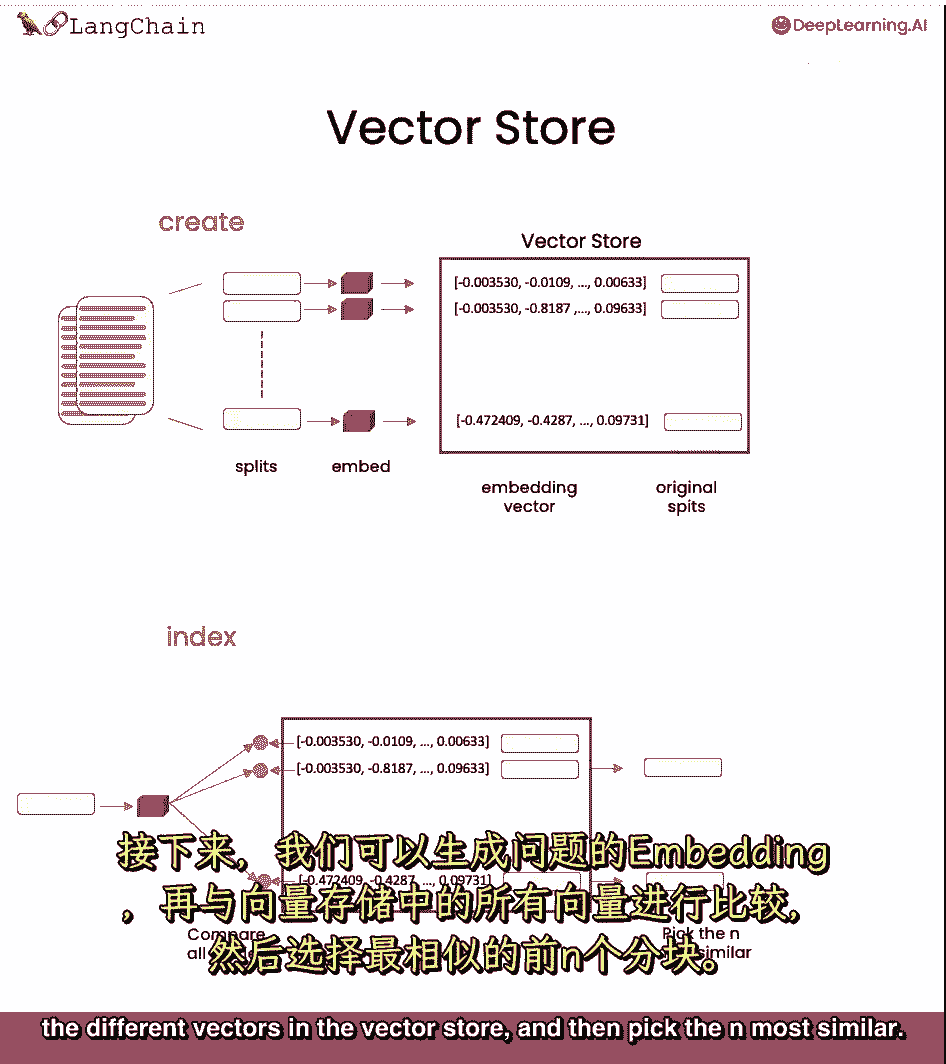 LangChain
DeepLearning.AI
Vector Store
create
Vector Store
[-0.003530, -0.0109, ..., 0.00633]
[-0.003530, -0.8187 ,..., 0.09633]
[-0.472409, -0.4287, ..., 0.09731]
splits
embed
embedding
vector
original
spits
index
[-0.003530, -0.0109, ..., 0.00633]
[-0.003530, -0.8187, ..., 0.09633]
[-0.472409, -0.4287, ..., 0.09731]
Compare
all
Pick the n
similar
接下来，我们可以生成问题的Embedding
，再与向量存储中的所有向量进行比较，
然后选择最相似的前n个分块。
the different vectors in the vector store, and then pick the n most similar.